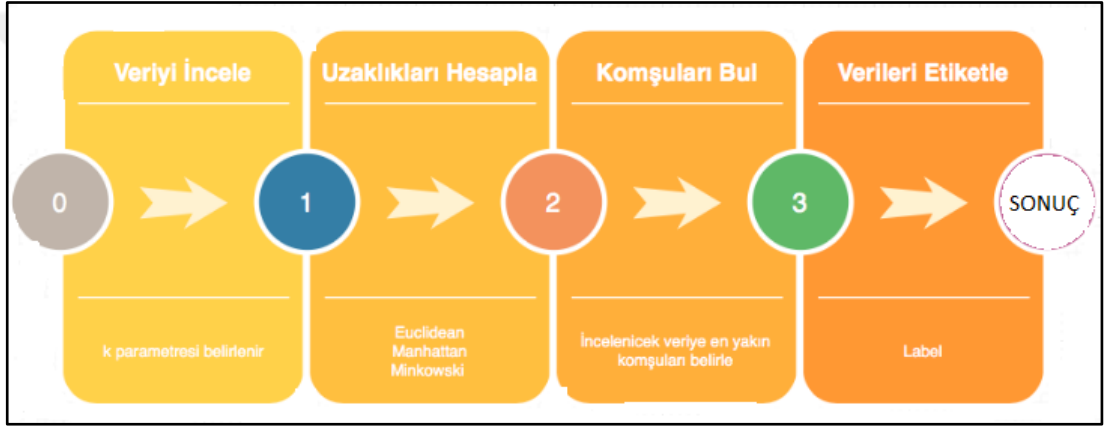 Veriyi İncele
Uzaklıkları Hesapla
Komşuları Bul
Verileri Etiketle
0
1
2
3
SONUÇ
k parametresi belirlenir
Euclidean
Manhattan
Minkowski
İncelenicek veriye en yakın
komşuları belirle
Label